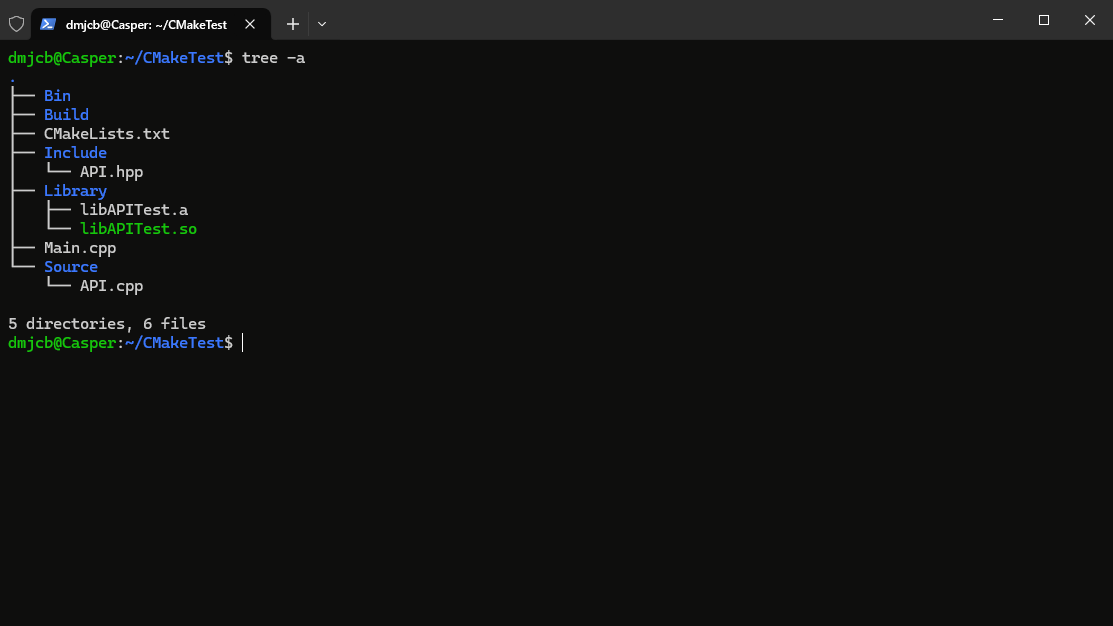 dmjcb@Casper: ~/CMakeTest
dmjcb@Casper:~/CMakeTest$ tree -a
.
├── Bin
├── Build
├── CMakeLists.txt
├── Include
│   └── API.hpp
├── Library
│   ├── libAPITest.a
│   └── libAPITest.so
├── Main.cpp
└── Source
    └── API.cpp
5 directories, 6 files
dmjcb@Casper:~/CMakeTest$